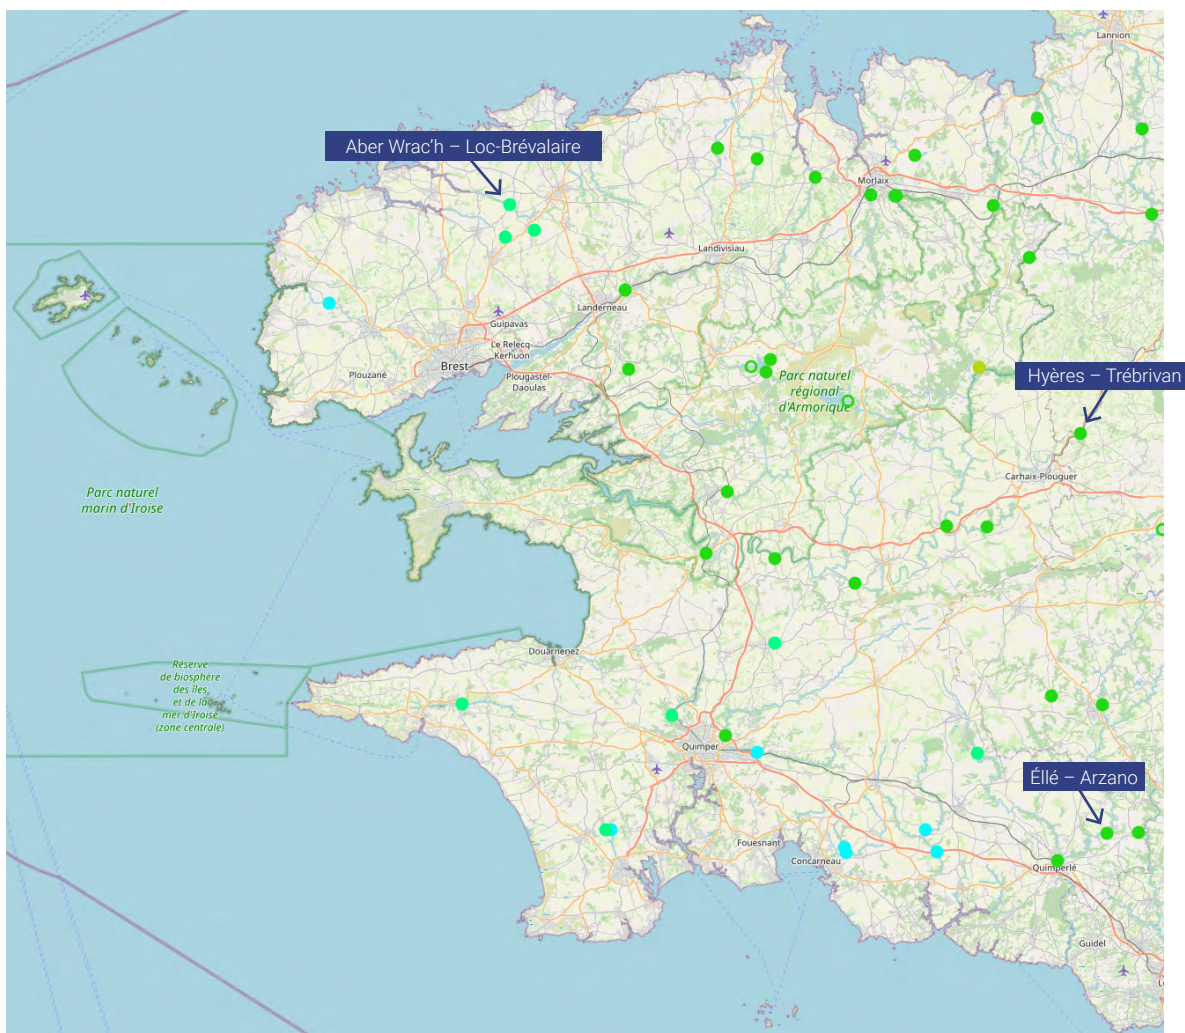 Lannion
Aber Wrac'h – Loc-Brévalaire
Morlaix
Landivisiau
Landerneau
Guipavas
Le Relecq-
Kerhuon
Brest
Plouzané
Plougastel-
Daoulas
Parc naturel
régional
d'Armorique
Hyères – Trébrivan
Carhaix-Plouguer
Parc naturel
marin d'Iroise
Douarnenez
Réserve
de biosphère
des îles
et de la
mer d'Iroise
(zone centrale)
Quimper
Éllé – Arzano
Fouesnant
Concarneau
Quimperlé
Guidel